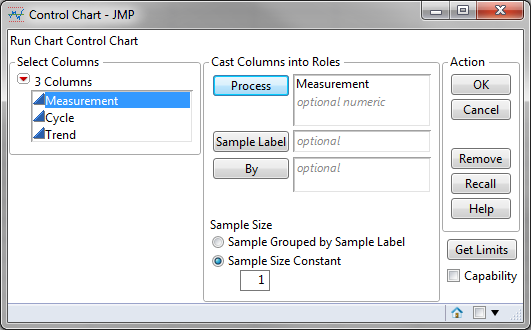 Control Chart - JMP
Run Chart Control Chart
Select Columns
3 Columns
Measurement
Cycle
Trend
Cast Columns into Roles
Process
Measurement
optional numeric
Sample Label
optional
By
optional
Sample Size
Sample Grouped by Sample Label
Sample Size Constant
1
Action
OK
Cancel
Remove
Recall
Help
Get Limits
Capability